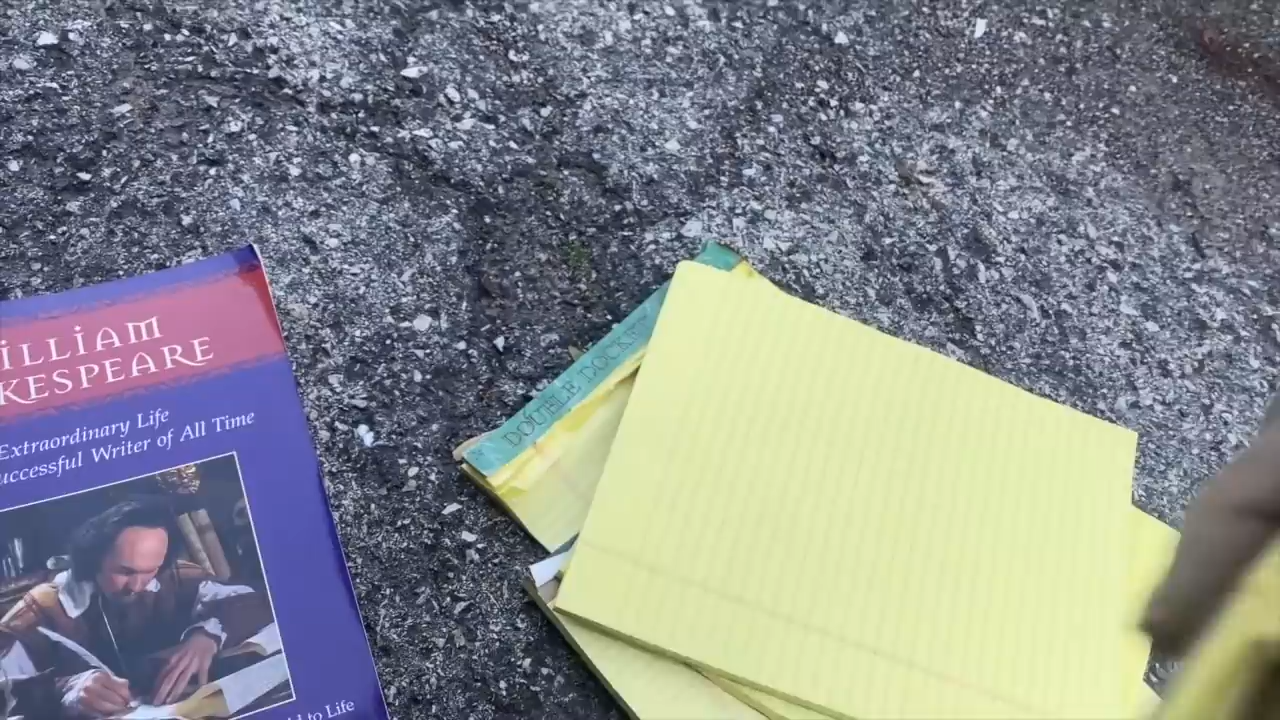 iLLiAM
KESPEARE
Extraordinary Life
uccessful Writer of All Time
to Life
DOUBLE DOCKET